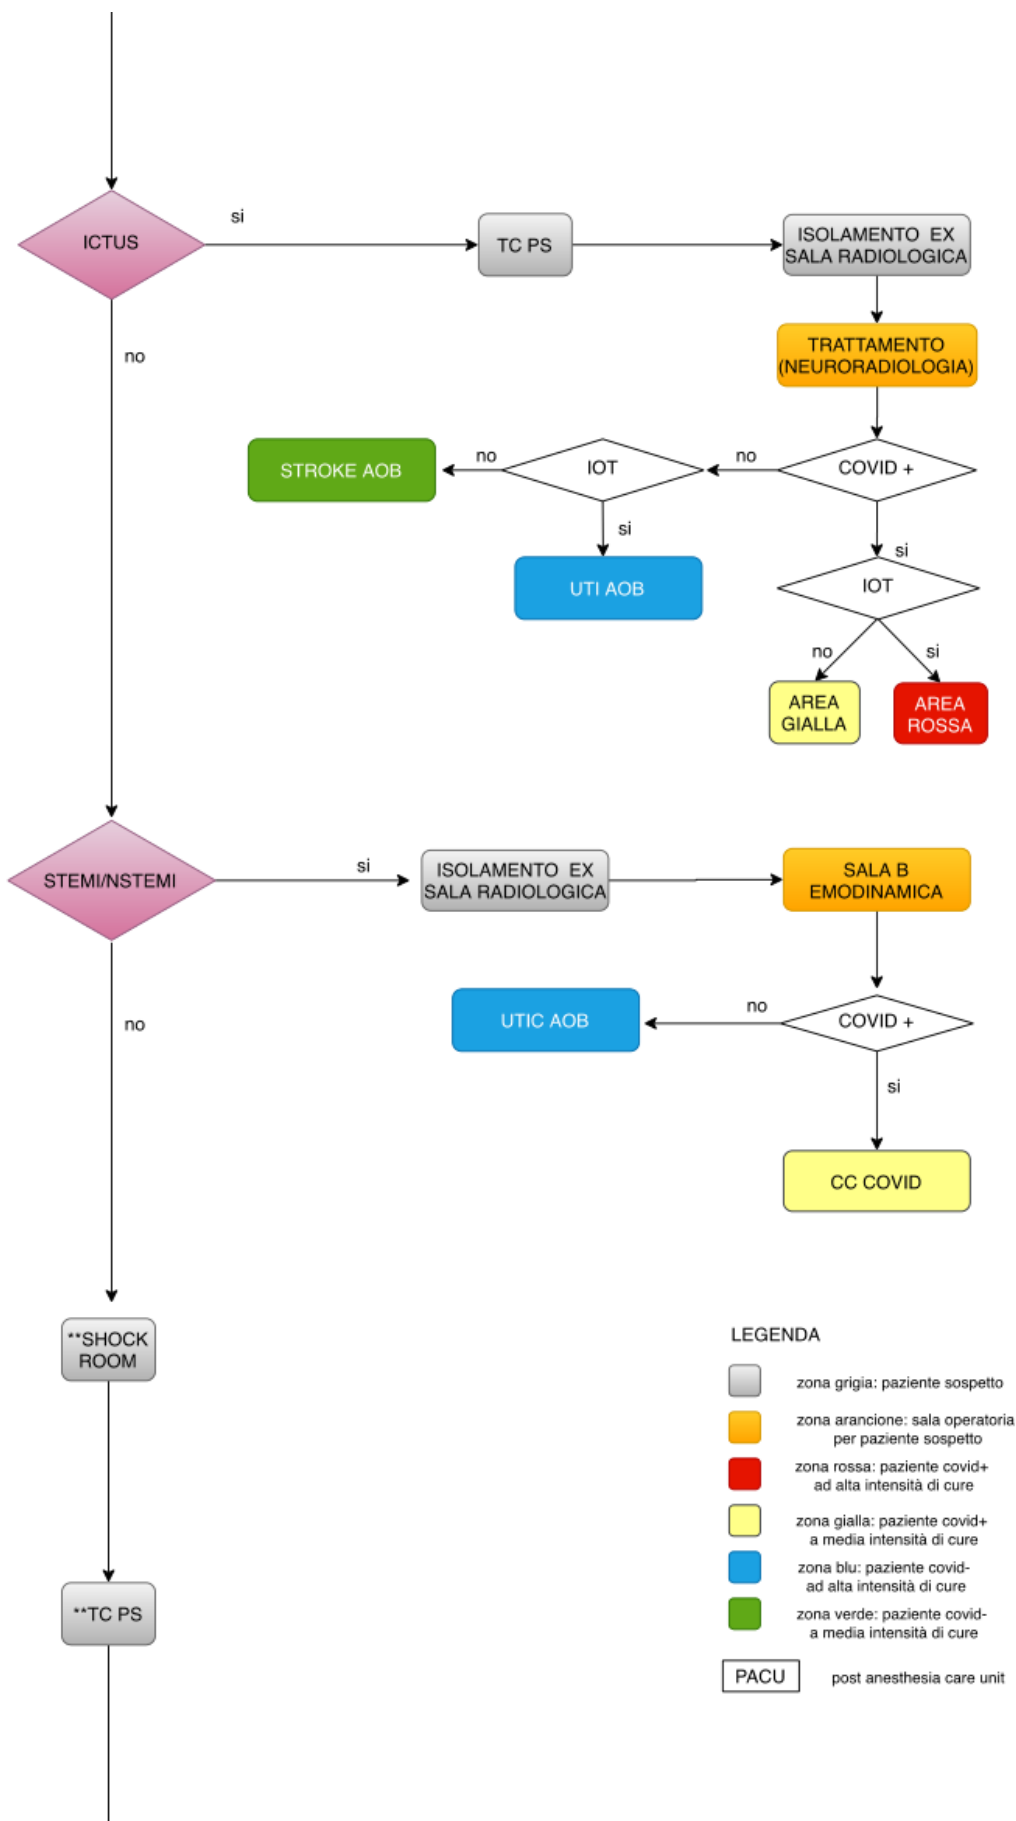 si
ICTUS
TC PS
ISOLAMENTO EX
SALA RADIOLOGICA
no
TRATTAMENTO
(NEURORADIOLOGIA)
STROKE AOB
no
IOT
no
COVID +
si
si
UTI AOB
IOT
no
si
AREA
GIALLA
AREA
ROSSA
STEMI/NSTEMI
si
ISOLAMENTO EX
SALA RADIOLOGICA
SALA B
EMODINAMICA
no
UTIC AOB
no
COVID +
si
CC COVID
**SHOCK
ROOM
**TC PS
LEGENDA
zona grigia: paziente sospetto
zona arancione: sala operatoria
per paziente sospetto
zona rossa: paziente covid+
ad alta intensità di cure
zona gialla: paziente covid+
a media intensità di cure
zona blu: paziente covid-
ad alta intensità di cure
zona verde: paziente covid-
a media intensità di cure
PACU
post anesthesia care unit